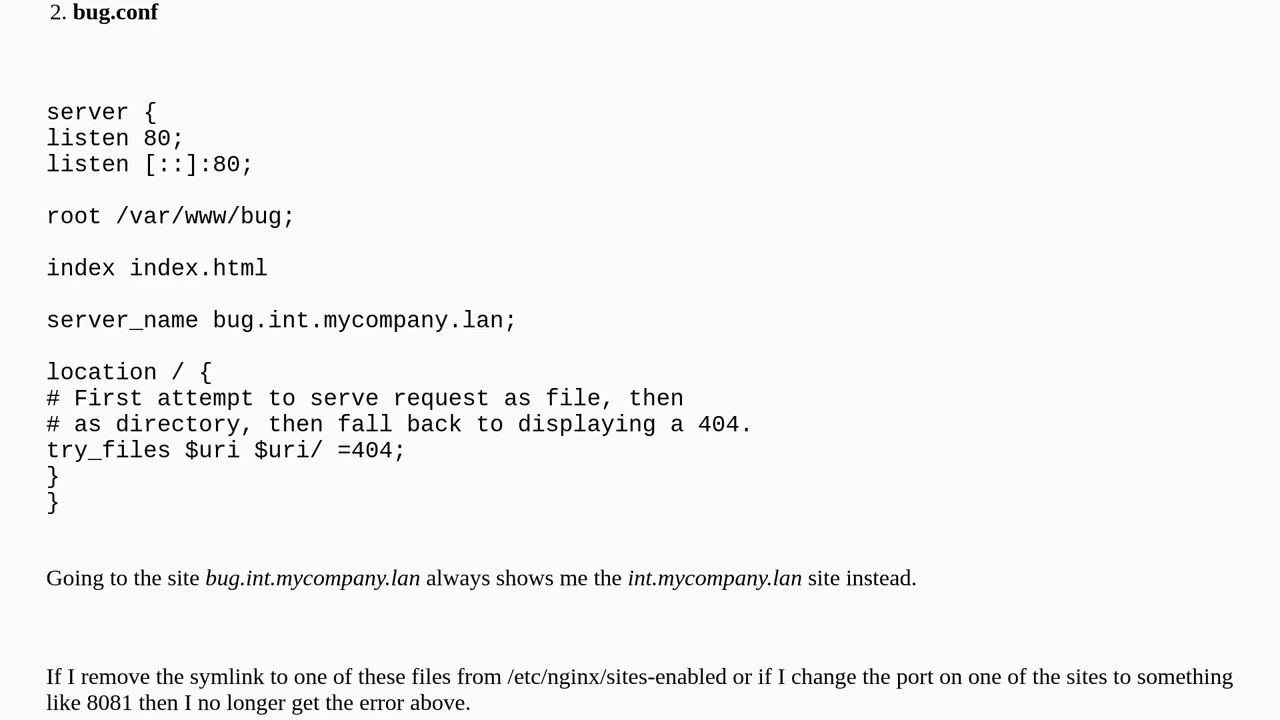 2. bug.conf
server {
listen 80;
listen [::]:80;
root /var/www/bug;
index index.html
server_name bug.int.mycompany.lan;
location / {
# First attempt to serve request as file, then
# as directory, then fall back to displaying a 404.
try_files $uri $uri/ =404;
}
}
Going to the site bug.int.mycompany.lan always shows me the int.mycompany.lan site instead.
If I remove the symlink to one of these files from /etc/nginx/sites-enabled or if I change the port on one of the sites to something
like 8081 then I no longer get the error above.